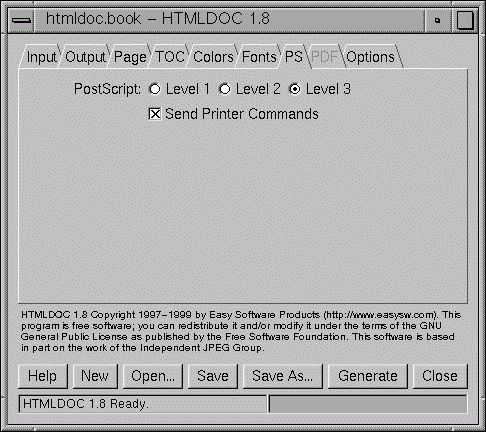 htmldoc.book – HTMLDOC 1.8
Input Output Page TOC Colors Fonts PS PDF Options
PostScript: Level 1 Level 2 Level 3
Send Printer Commands
HTMLDOC 1.8 Copyright 1997–1999 by Easy Software Products (http://www.easysw.com). This
program is free software; you can redistribute it and/or modify it under the terms of the GNU
General Public License as published by the Free Software Foundation. This software is based
in part on the work of the Independent JPEG Group.
Help New Open... Save Save As... Generate Close
HTMLDOC 1.8 Ready.